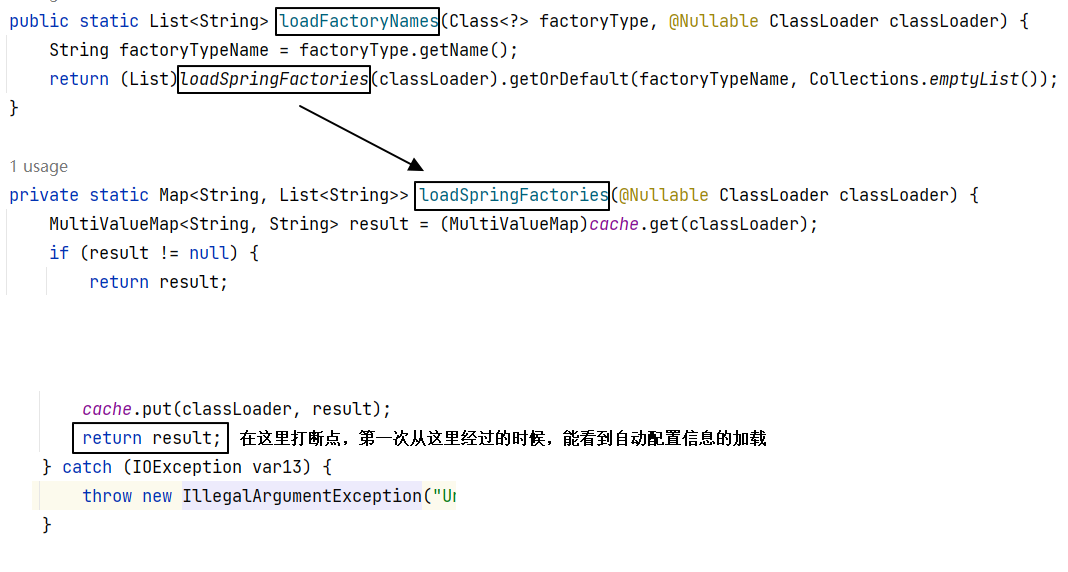 public static List<String> loadFactoryNames(Class<?> factoryType, @Nullable ClassLoader classLoader) {
String factoryTypeName = factoryType.getName();
return (List)loadSpringFactories(classLoader).getOrDefault(factoryTypeName, Collections.emptyList());
}
1 usage
private static Map<String, List<String>> loadSpringFactories(@Nullable ClassLoader classLoader) {
MultiValueMap<String, String> result = (MultiValueMap)cache.get(classLoader);
if (result != null) {
return result;
cache.put(classLoader, result);
return result; 在这里打断点，第一次从这里经过的时候，能看到自动配置信息的加载
} catch (IOException var13) {
throw new IllegalArgumentException("U
}